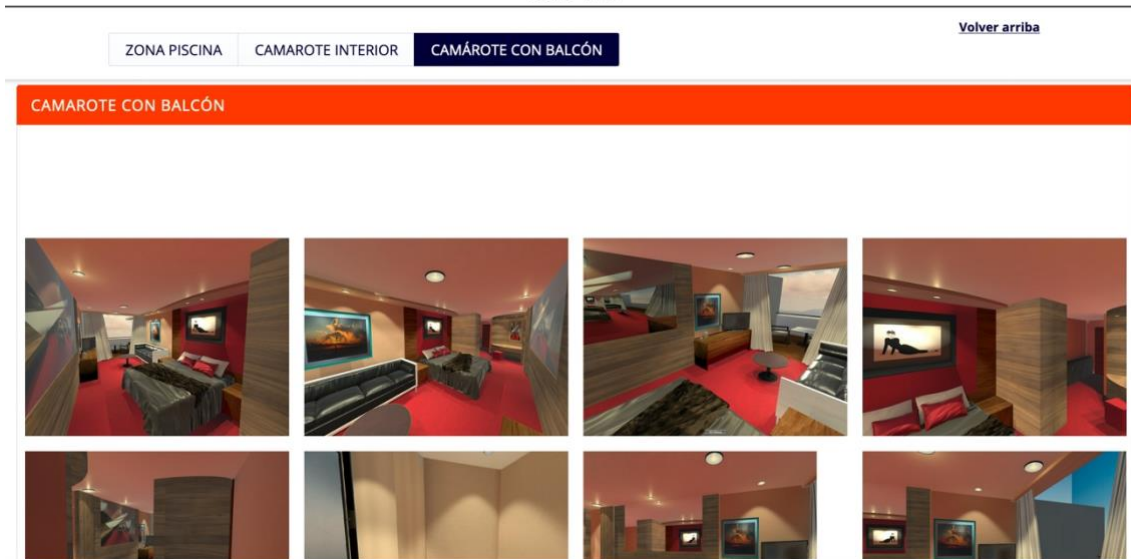 Volver arriba
ZONA PISCINA CAMAROTE INTERIOR CAMÁROTE CON BALCÓN
CAMAROTE CON BALCÓN